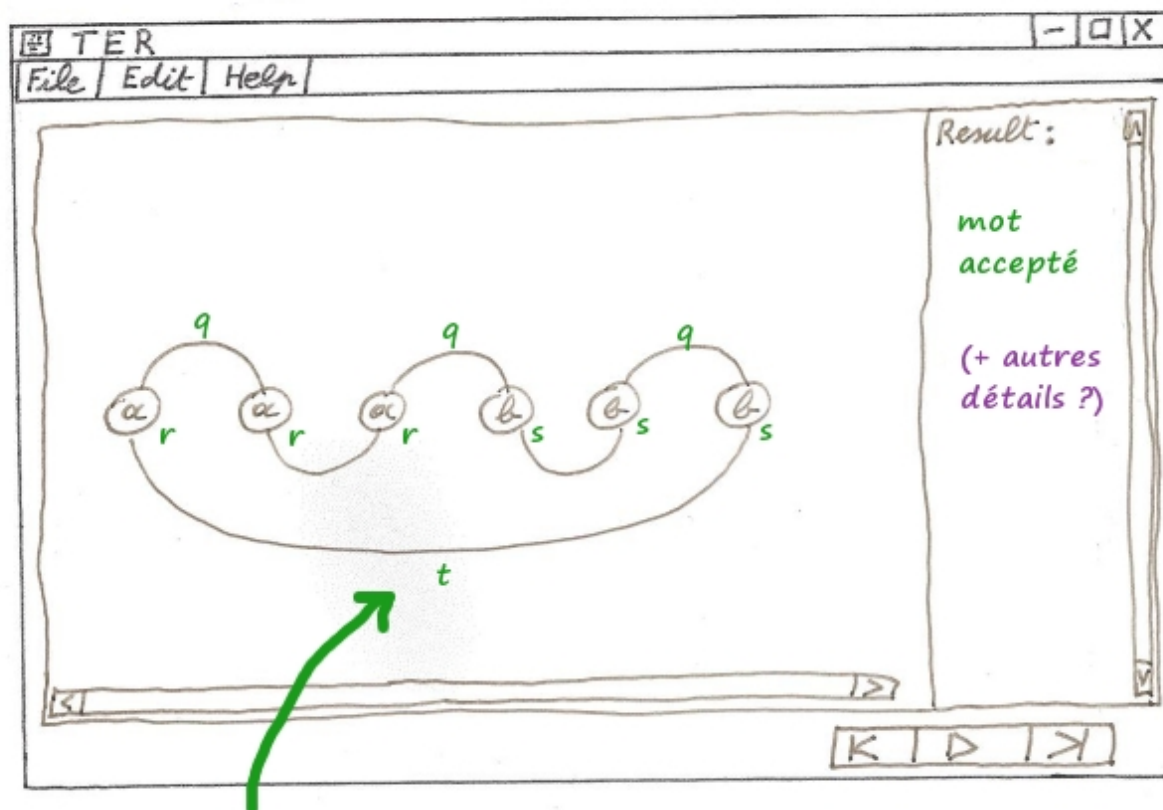 TER
File Edit Help
Result :
mot
accepté
(+ autres
détails ?)
q q q
a a a b b b
r r r s s s
t